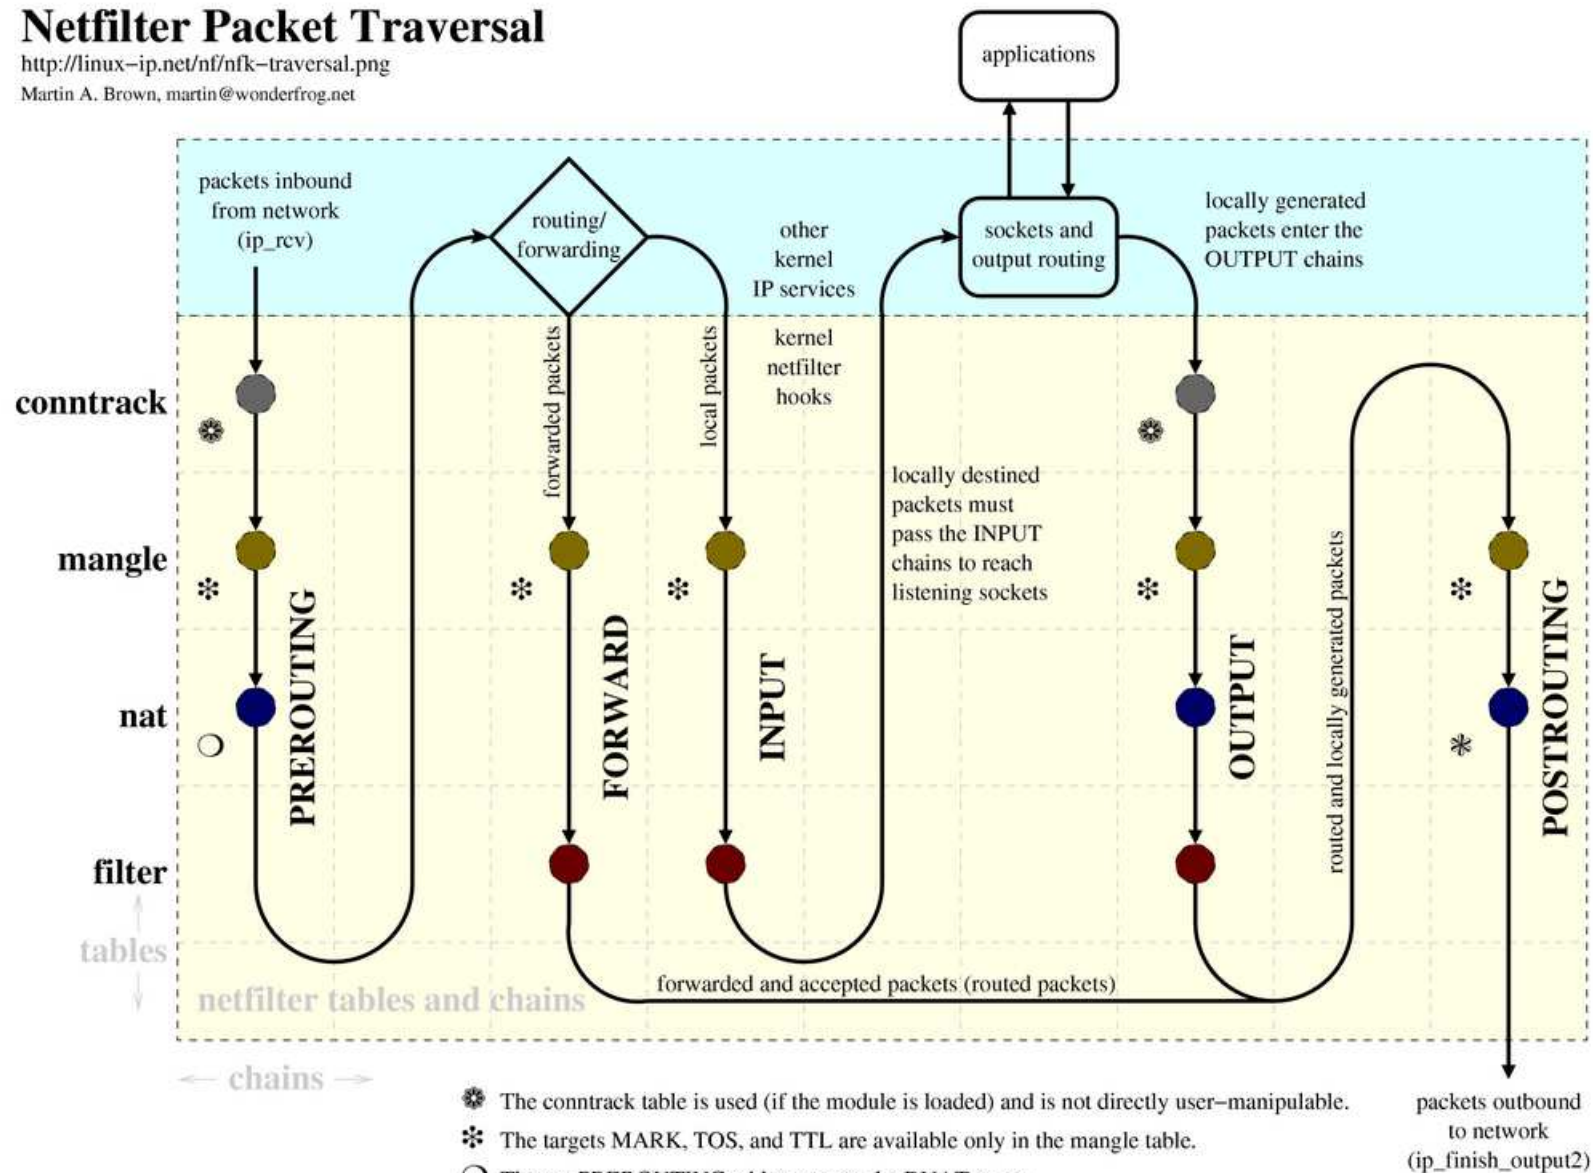 Netfilter Packet Traversal
http://linux-ip.net/nf/nfk-traversal.png
Martin A. Brown, martin@wonderfrog.net
applications
packets inbound
from network
(ip_rcv)
routing/
forwarding
other
kernel
IP services
sockets and
output routing
locally generated
packets enter the
OUTPUT chains
kernel
netfilter
hooks
forwarded packets
local packets
conntrack
locally destined
packets must
pass the INPUT
chains to reach
listening sockets
mangle
nat
filter
PREROUTING
FORWARD
INPUT
OUTPUT
routed and locally generated packets
POSTROUTING
tables
forwarded and accepted packets (routed packets)
netfilter tables and chains
chains
The conntrack table is used (if the module is loaded) and is not directly user-manipulable.
The targets MARK, TOS, and TTL are available only in the mangle table.
packets outbound
to network
(ip_finish_output2)